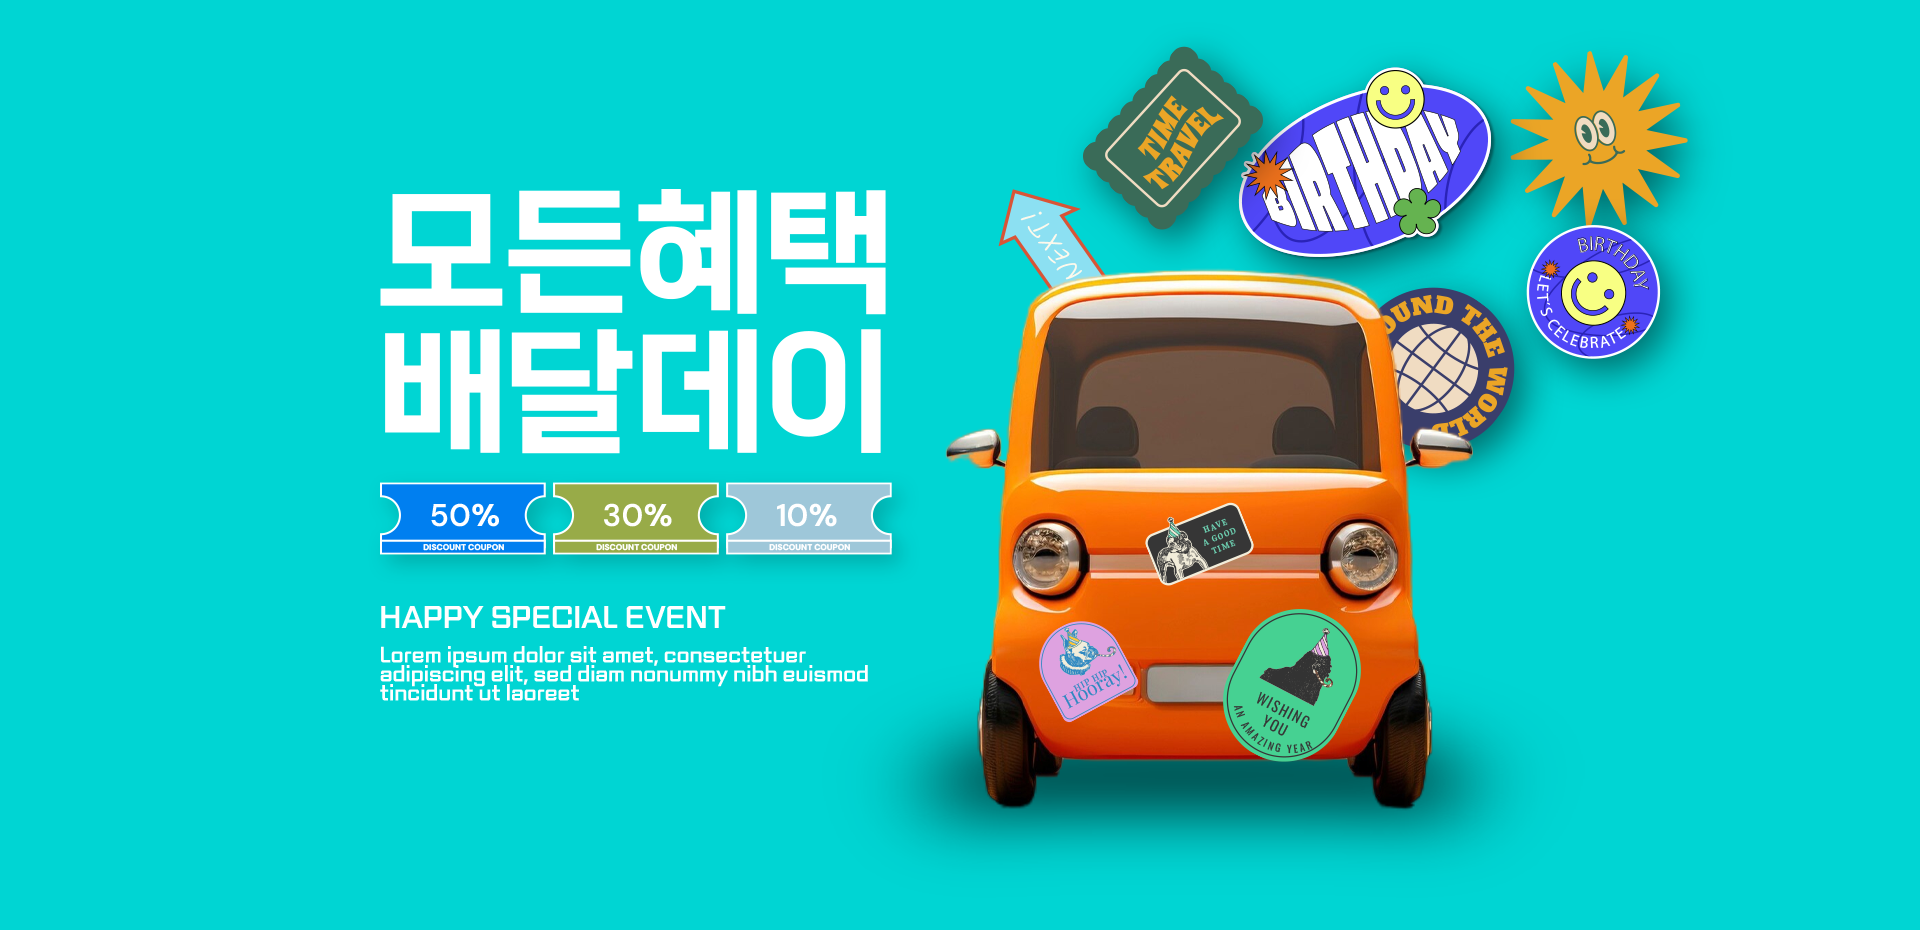 모든혜택
배달데이
50%
DISCOUNT COUPON
30%
DISCOUNT COUPON
10%
DISCOUNT COUPON
HAPPY SPECIAL EVENT
Lorem ipsum dolor sit amet, consectetuer
adipiscing elit, sed diam nonummy nibh euismod
tincidunt ut laoreet
TIME
TRAVEL
BIRTHDAY
NEXT!
BIRTHDAY
LET'S CELEBRATE
OUND THE WORLD
HAVE
A GOOD
TIME
HIP HIP
Hooray!
WISHING
YOU
AN AMAZING YEAR